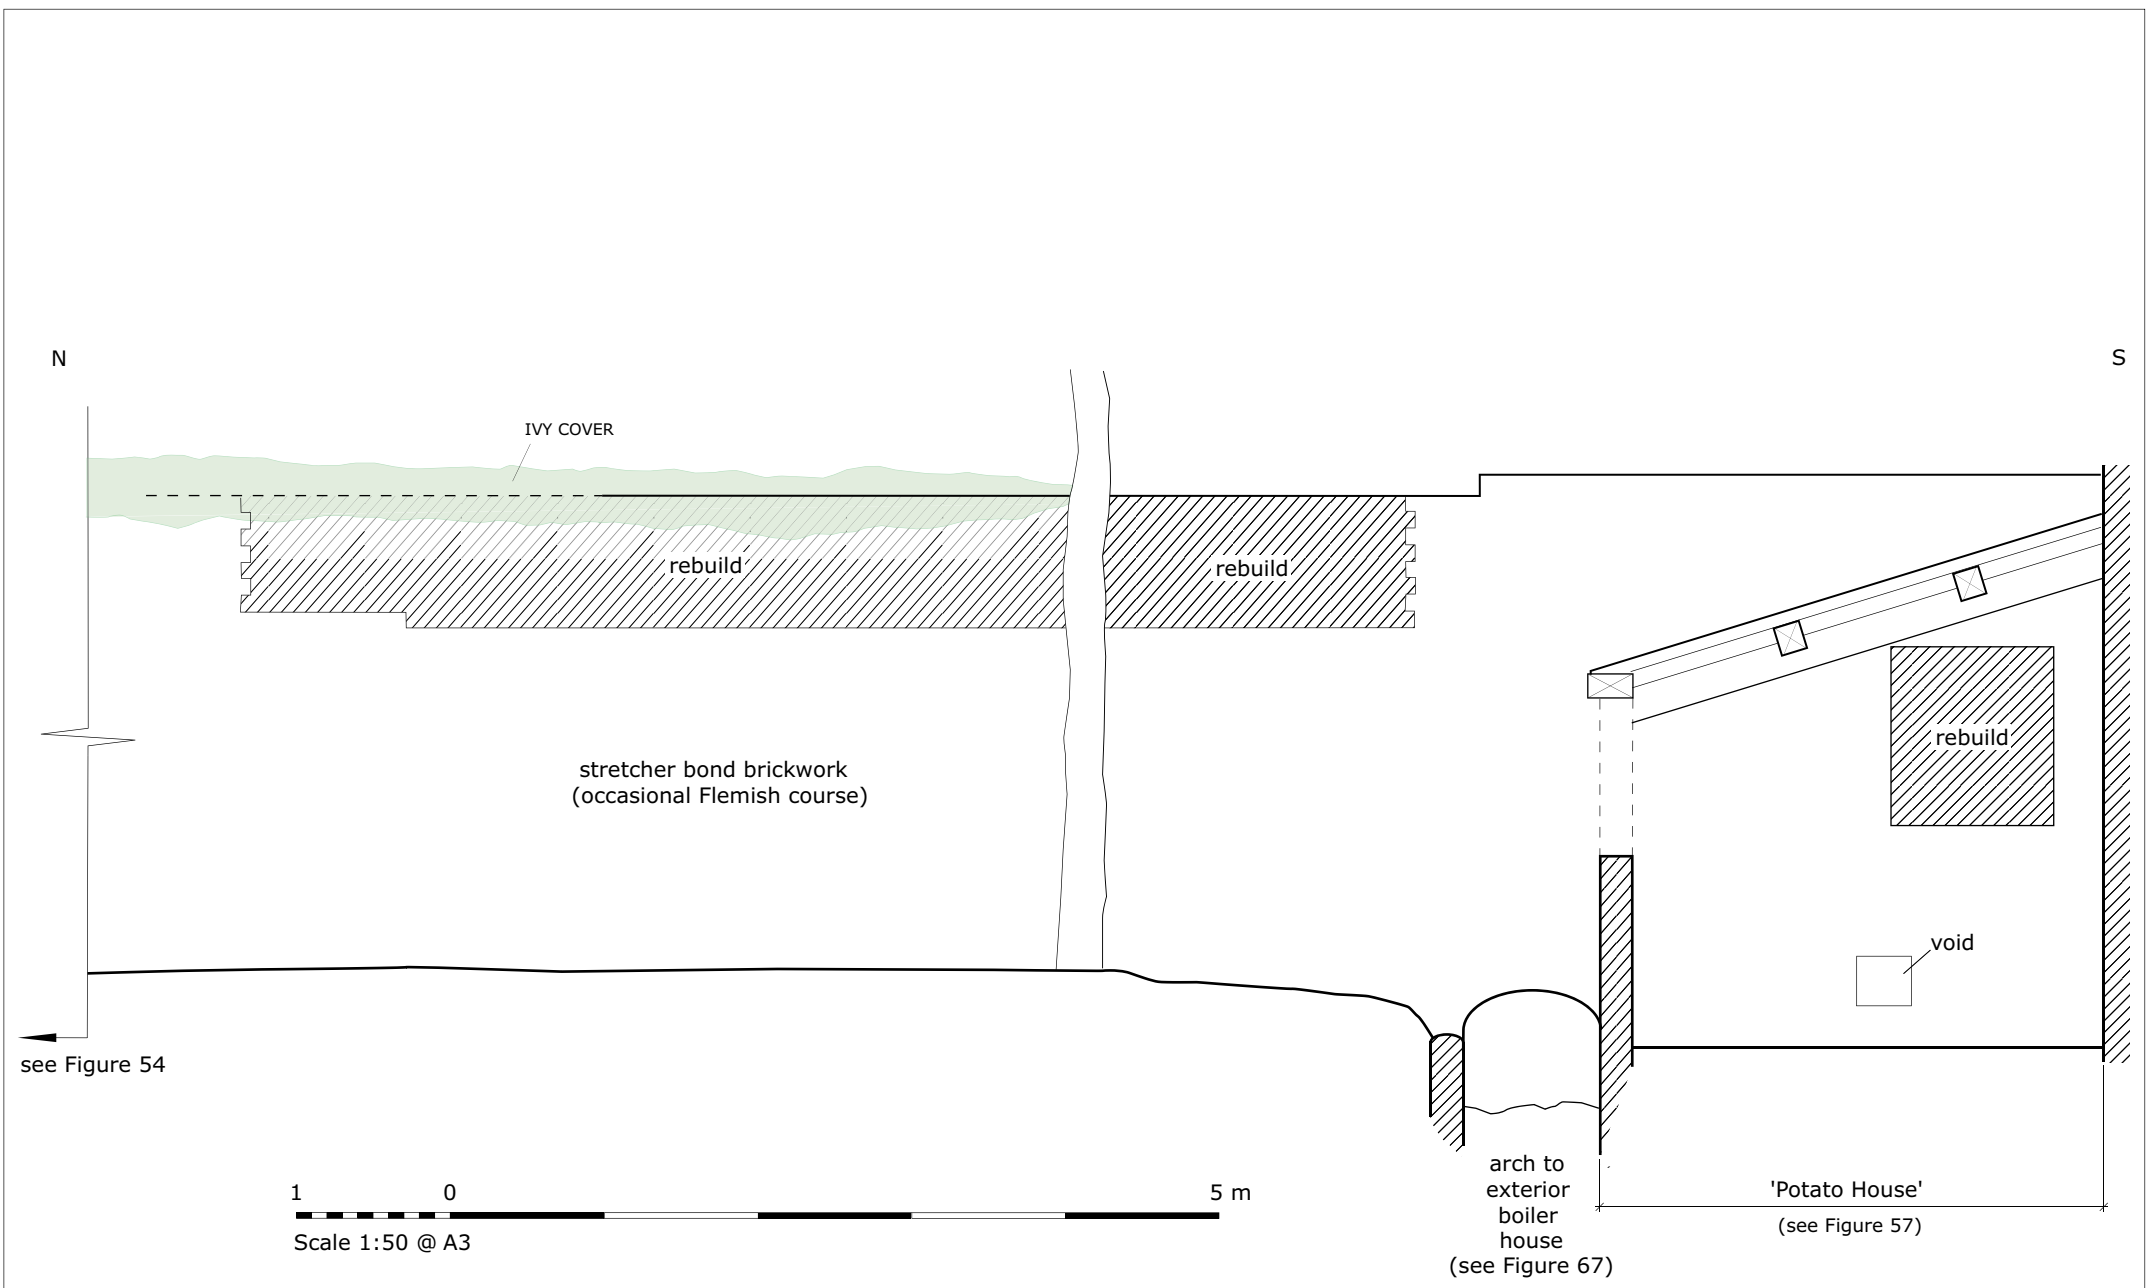 N
S
IVY COVER
rebuild
rebuild
rebuild
stretcher bond brickwork
(occasional Flemish course)
void
see Figure 54
arch to
exterior
boiler
house
(see Figure 67)
'Potato House'
(see Figure 57)
1 0 5 m
Scale 1:50 @ A3